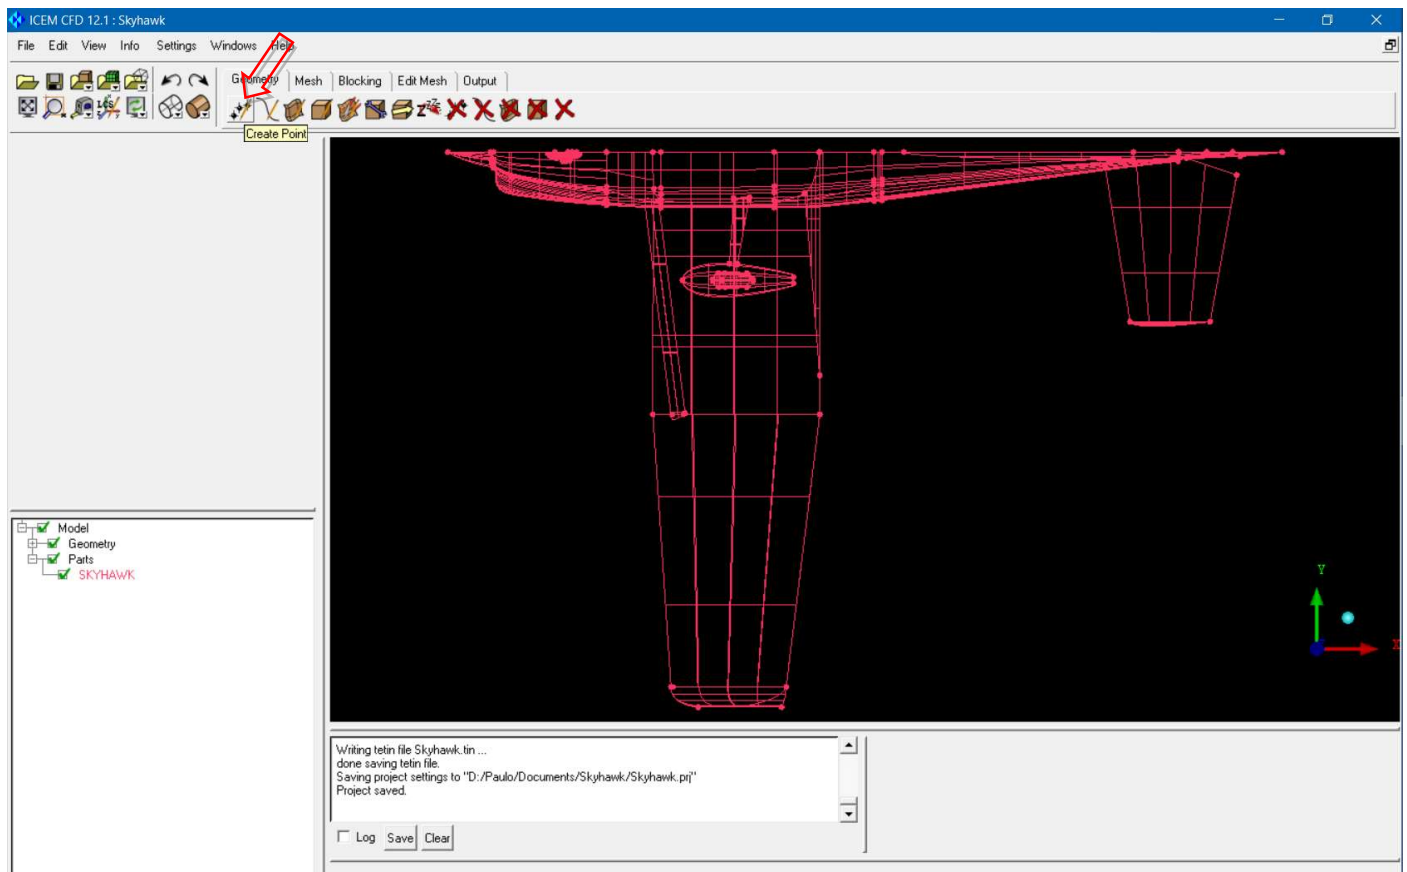 ICEM CFD 12.1 : Skyhawk
File Edit View Info Settings Windows Help
Geometry Mesh Blocking Edit Mesh Output
LCS
Create Point
Model
Geometry
Parts
SKYHAWK
Y
X
Writing tetin file Skyhawk.tin ...
done saving tetin file.
Saving project settings to "D:/Paulo/Documents/Skyhawk/Skyhawk.prj"
Project saved.
Log Save Clear